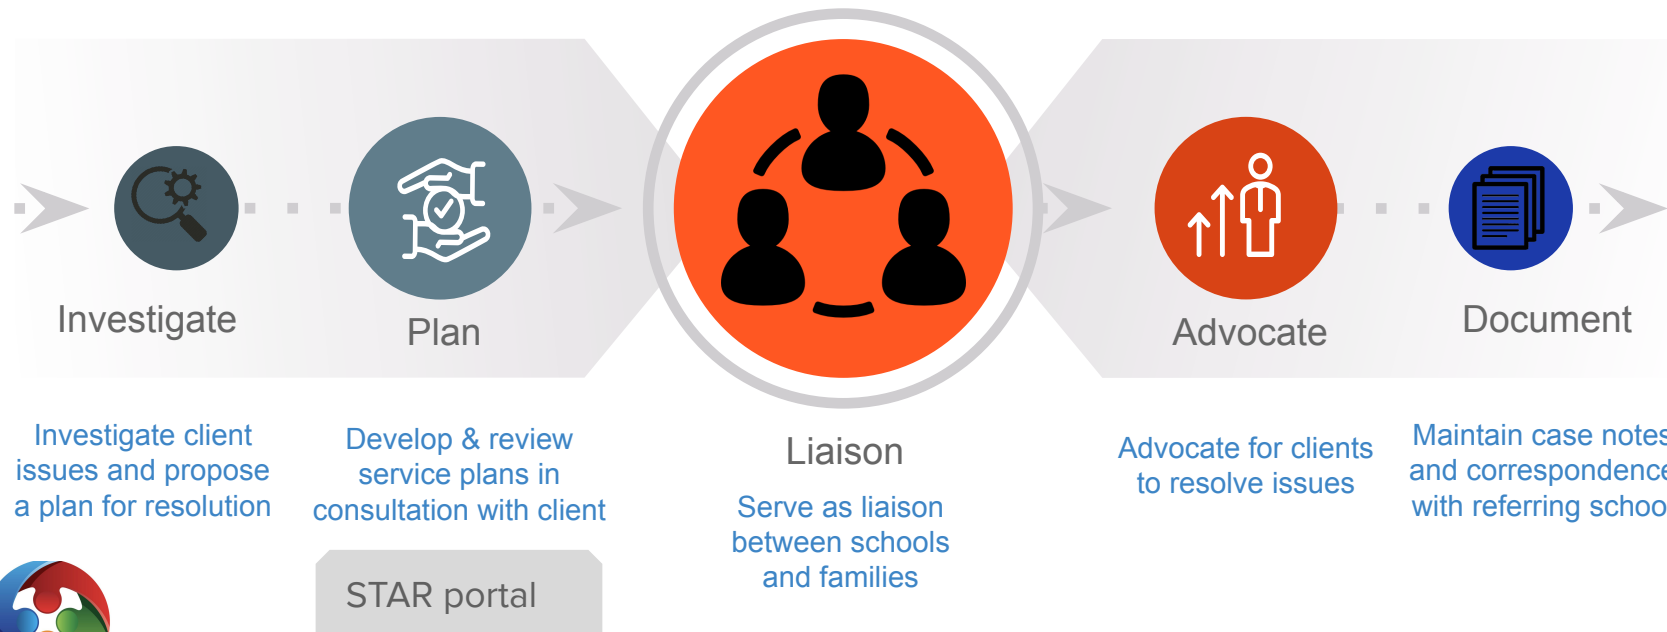 Investigate
Plan
Liaison
Advocate
Document
Investigate client
issues and propose
a plan for resolution
Develop & review
service plans in
consultation with client
STAR portal
Serve as liaison
between schools
and families
Advocate for clients
to resolve issues
Maintain case notes
and correspondence
with referring school